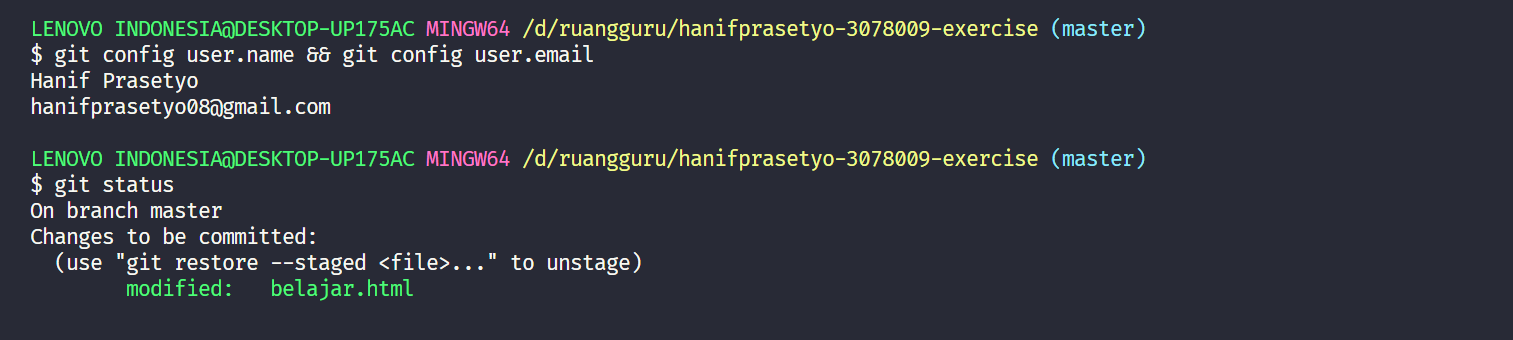 LENOVO INDONESIA@DESKTOP-UP175AC MINGW64 /d/ruangguru/hanifprasetyo-3078009-exercise (master)
$ git config user.name && git config user.email
Hanif Prasetyo
hanifprasetyo08@gmail.com
LENOVO INDONESIA@DESKTOP-UP175AC MINGW64 /d/ruangguru/hanifprasetyo-3078009-exercise (master)
$ git status
On branch master
Changes to be committed:
  (use "git restore --staged <file>..." to unstage)
        modified:   belajar.html